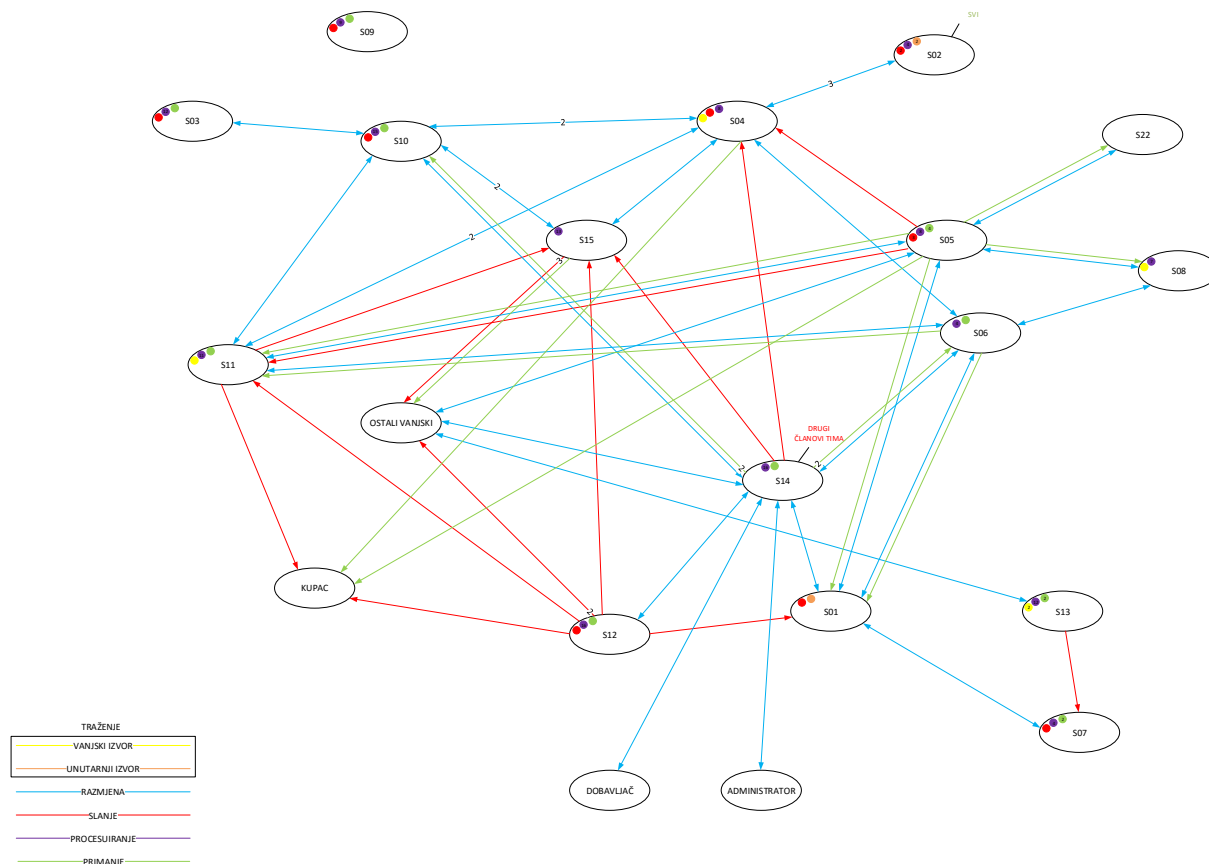 SVI
S09
S02
3
S03
S10
2
S04
S22
2
S15
2
S05
3
S08
S06
S11
OSTALI VANJSKI
DRUGI
ČLANOVI TIMA
2
2
S14
KUPAC
2
S12
S01
S13
S07
DOBAVLJAČ
ADMINISTRATOR
TRAŽENJE
VANJSKI IZVOR
UNUTARNJI IZVOR
RAZMJENA
SLANJE
PROCESUIRANJE
PRIMANJE